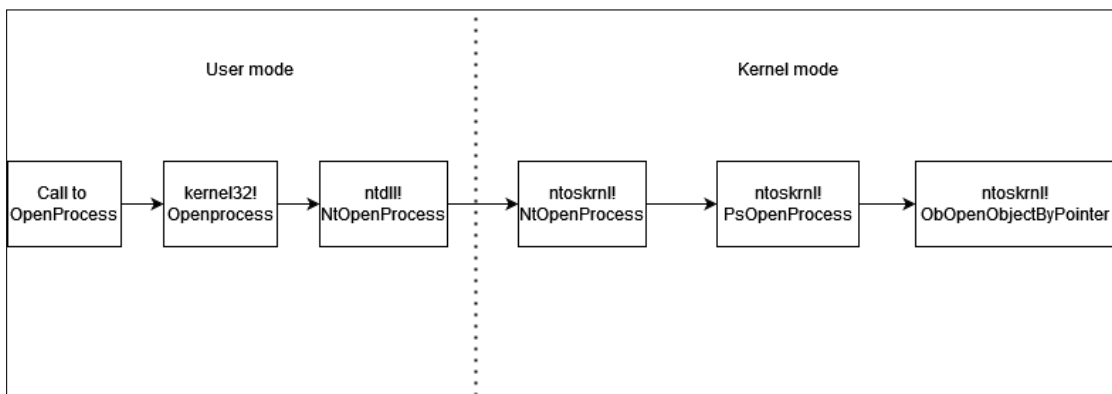 User mode
Kernel mode
Call to
OpenProcess
kernel32!
Openprocess
ntdll!
NtOpenProcess
ntoskrnl!
NtOpenProcess
ntoskrnl!
PsOpenProcess
ntoskrnl!
ObOpenObjectByPointer